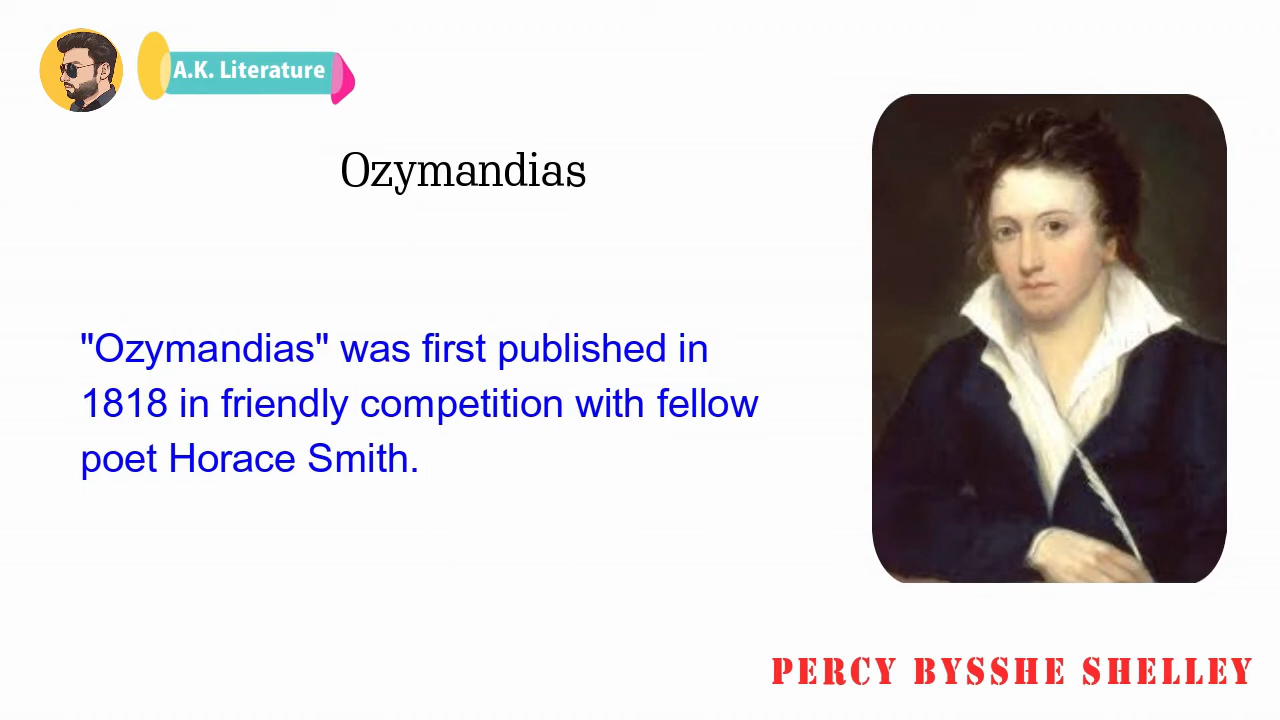 A.K. Literature
Ozymandias
"Ozymandias" was first published in
1818 in friendly competition with fellow
poet Horace Smith.
PERCY BYSSHE SHELLEY